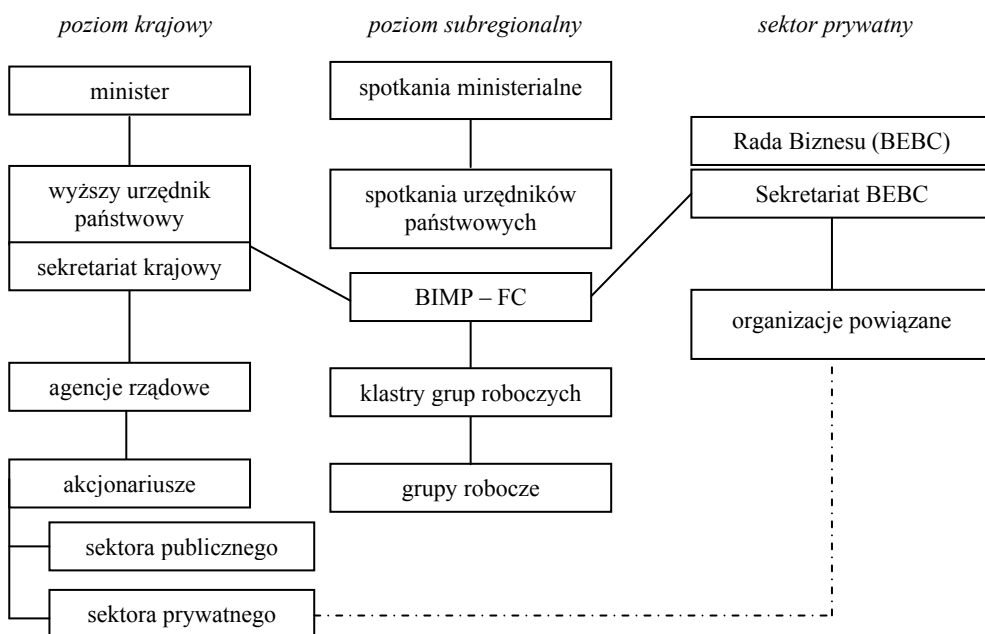 poziom krajowy
poziom subregionalny
sektor prywatny
minister
wyższy urzędnik
państwowy
sekretariat krajowy
agencje rządowe
akcjonariusze
sektora publicznego
sektora prywatnego
spotkania ministerialne
spotkania urzędników
państwowych
BIMP – FC
klastry grup roboczych
grupy robocze
Rada Biznesu (BEBC)
Sekretariat BEBC
organizacje powiązane